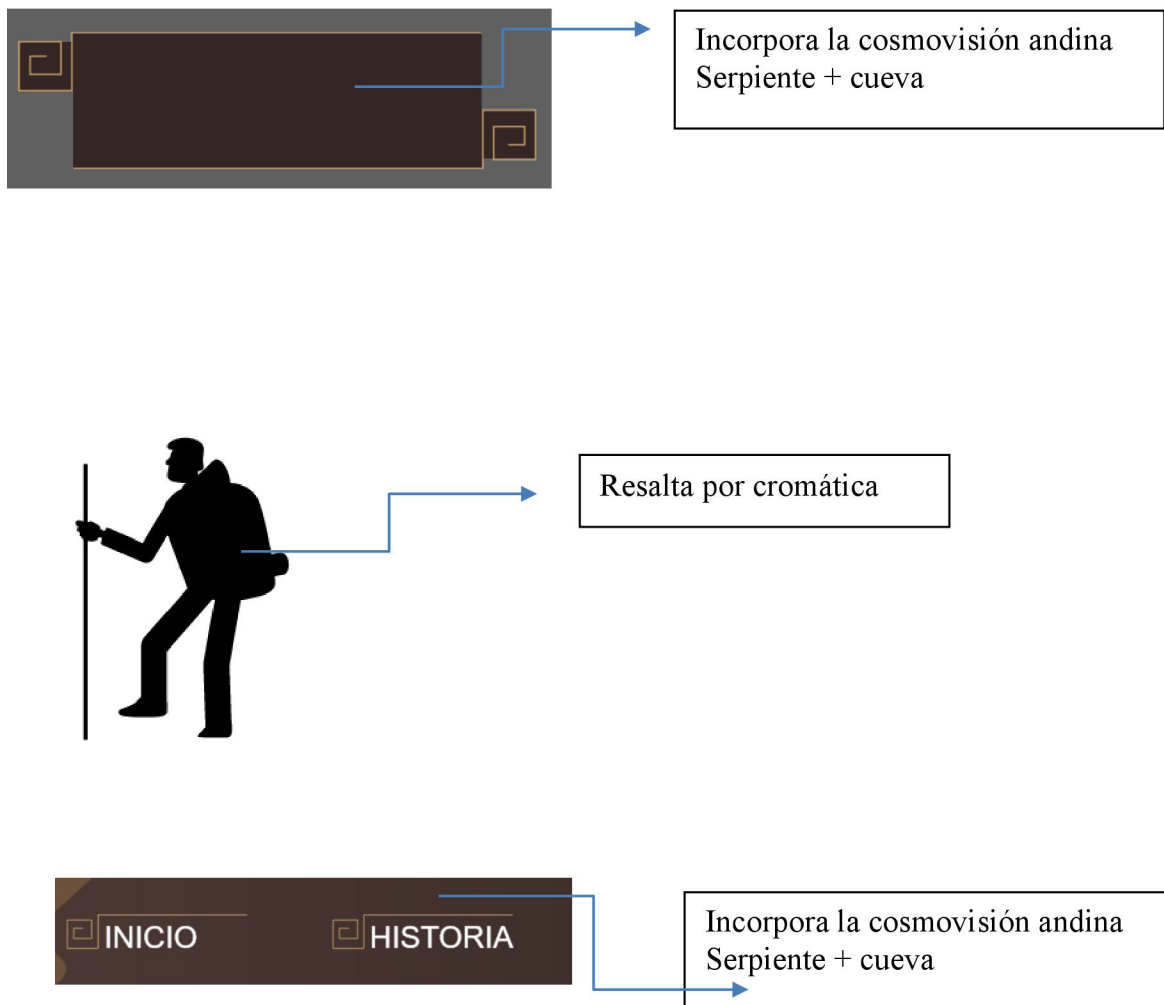 Incorpora la cosmovisión andina
Serpiente + cueva
Resalta por cromática
INICIO
HISTORIA
Incorpora la cosmovisión andina
Serpiente + cueva